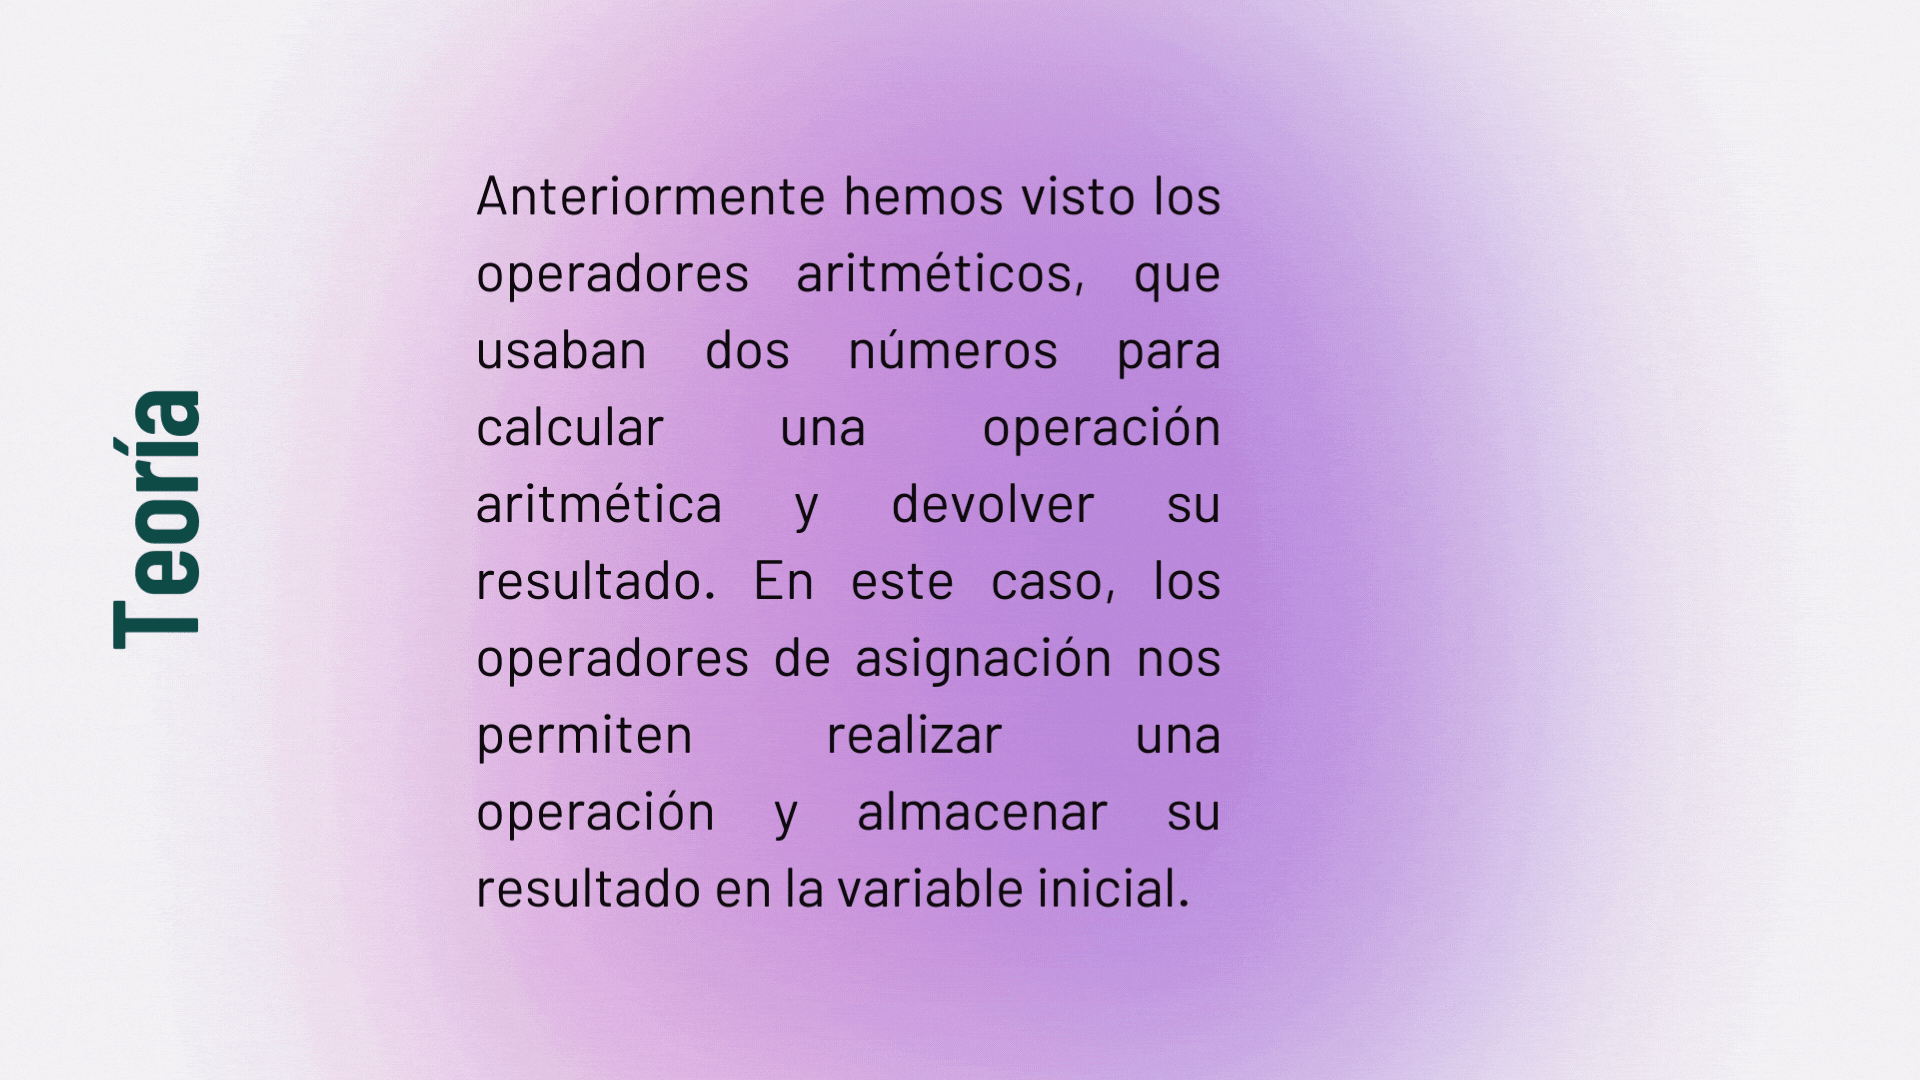 Teoría
Anteriormente hemos visto los
operadores aritméticos, que
usaban dos números para
calcular una operación
aritmética y devolver su
resultado. En este caso, los
operadores de asignación nos
permiten realizar una
operación y almacenar su
resultado en la variable inicial.